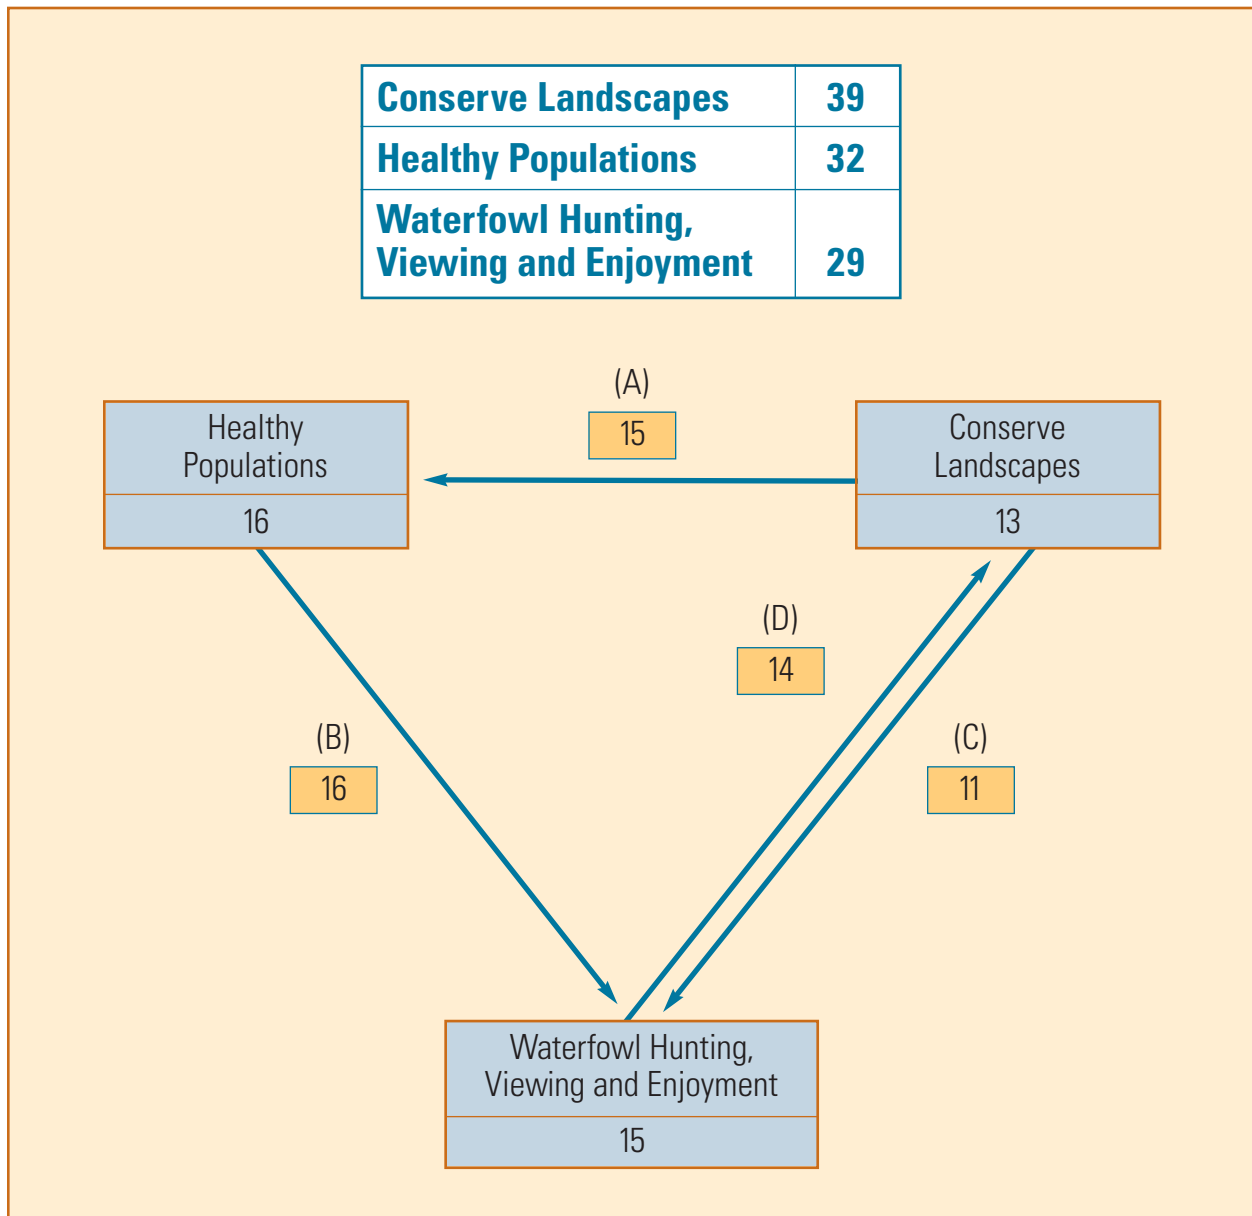 Conserve Landscapes 39
Healthy Populations 32
Waterfowl Hunting,
Viewing and Enjoyment 29
(A)
15
Healthy
Populations
16
Conserve
Landscapes
13
(D)
14
(B)
16
(C)
11
Waterfowl Hunting,
Viewing and Enjoyment
15